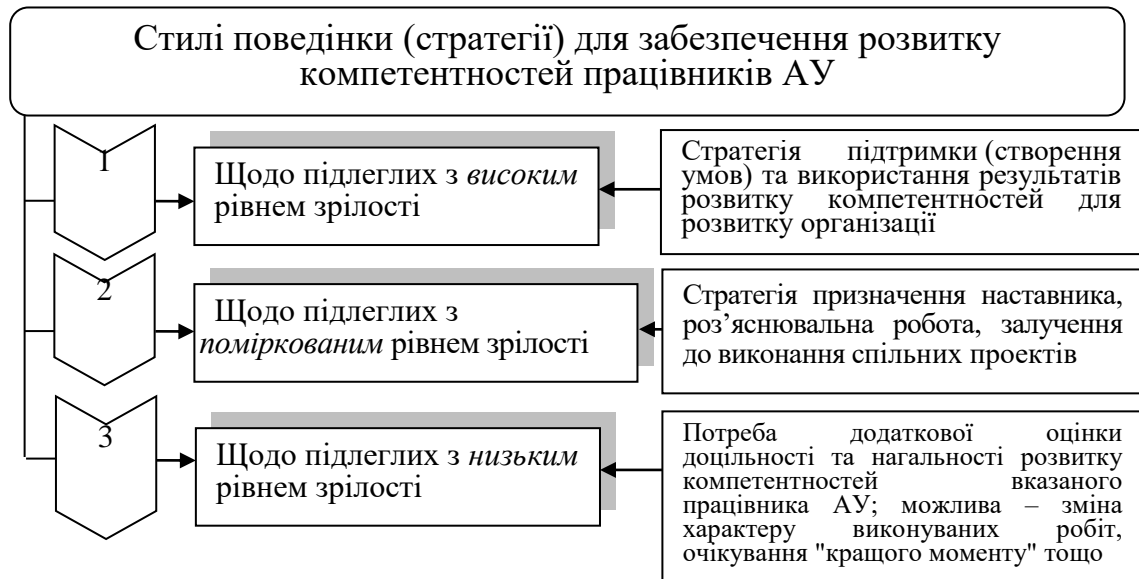 Стилі поведінки (стратегії) для забезпечення розвитку
компетентностей працівників АУ
1
Щодо підлеглих з високим
рівнем зрілості
Стратегія підтримки (створення
умов) та використання результатів
розвитку компетентностей для
розвитку організації
2
Щодо підлеглих з
поміркованим рівнем зрілості
Стратегія призначення наставника,
роз’яснювальна робота, залучення
до виконання спільних проектів
3
Щодо підлеглих з низьким
рівнем зрілості
Потреба додаткової оцінки
доцільності та нагальності розвитку
компетентностей вказаного
працівника АУ; можлива – зміна
характеру виконуваних робіт,
очікування "кращого моменту" тощо